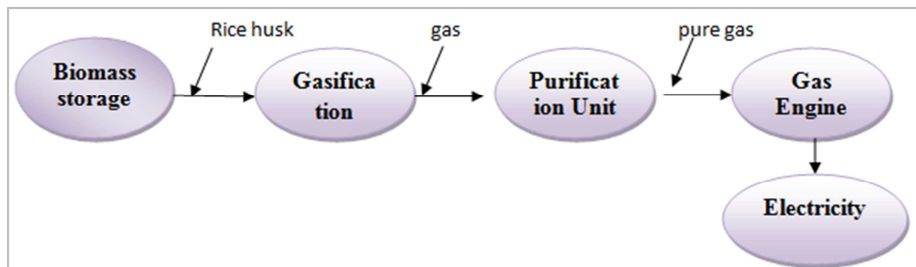 Rice husk
gas
pure gas
Biomass
storage
Gasifica
tion
Purificat
ion Unit
Gas
Engine
Electricity